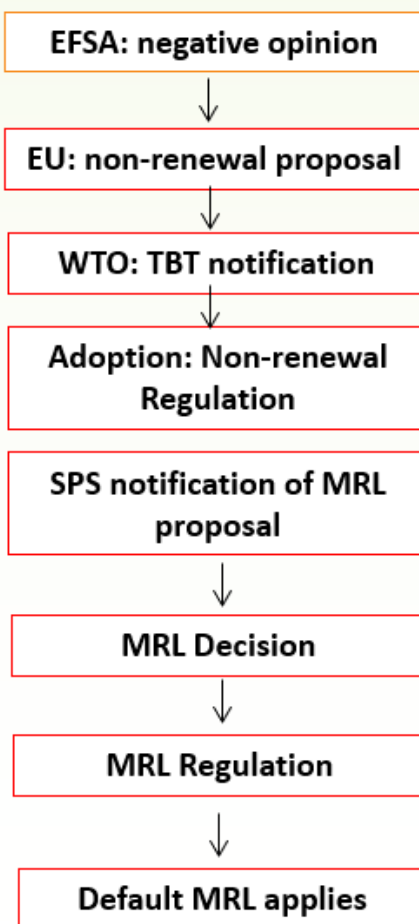 EFSA: negative opinion
EU: non-renewal proposal
WTO: TBT notification
Adoption: Non-renewal
Regulation
SPS notification of MRL
proposal
MRL Decision
MRL Regulation
Default MRL applies